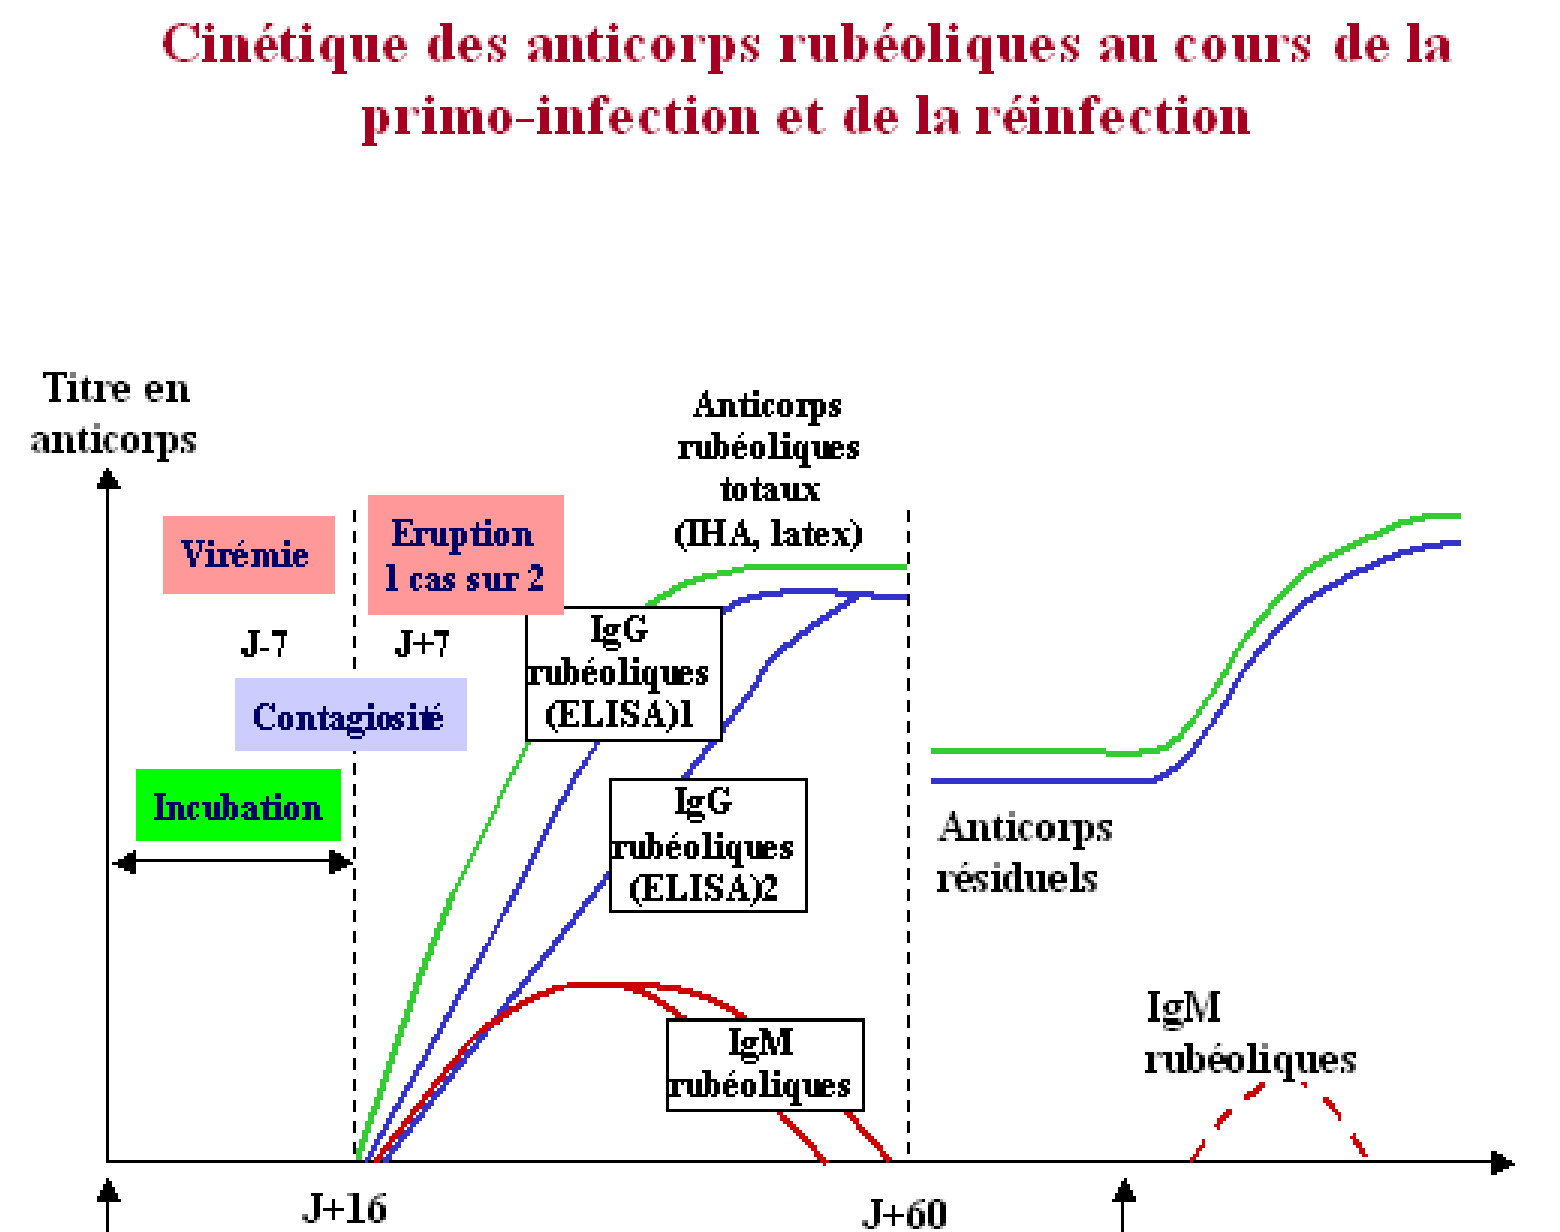 Cinétique des anticorps rubéoliques au cours de la
primo-infection et de la réinfection
Titre en
anticorps
Anticorps
rubéoliques
totaux
(IHA, latex)
Virémie
Eruption
1 cas sur 2
J-7
J+7
IgG
rubéoliques
(ELISA)1
Contagiosité
Incubation
IgG
rubéoliques
(ELISA)2
Anticorps
résiduels
IgM
rubéoliques
IgM
rubéoliques
J+16
J+60